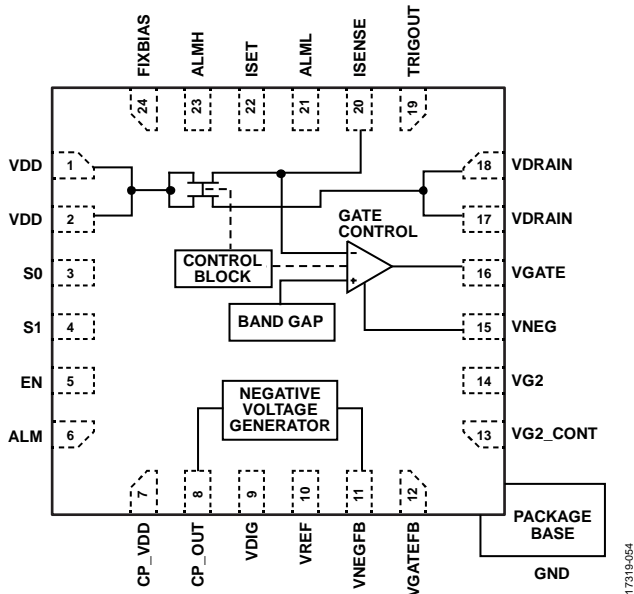 FIXBIAS
ALMH
ISET
ALML
ISENSE
TRIGOUT
24
23
22
21
20
19
VDD
1
18
VDRAIN
VDD
2
17
VDRAIN
GATE
CONTROL
S0
3
CONTROL
BLOCK
–
+
16
VGATE
BAND GAP
S1
4
15
VNEG
EN
5
14
VG2
NEGATIVE
VOLTAGE
GENERATOR
ALM
6
13
VG2_CONT
7
8
9
10
11
12
CP_VDD
CP_OUT
VDIG
VREF
VNEGFB
VGATEFB
PACKAGE
BASE
GND
17319-054